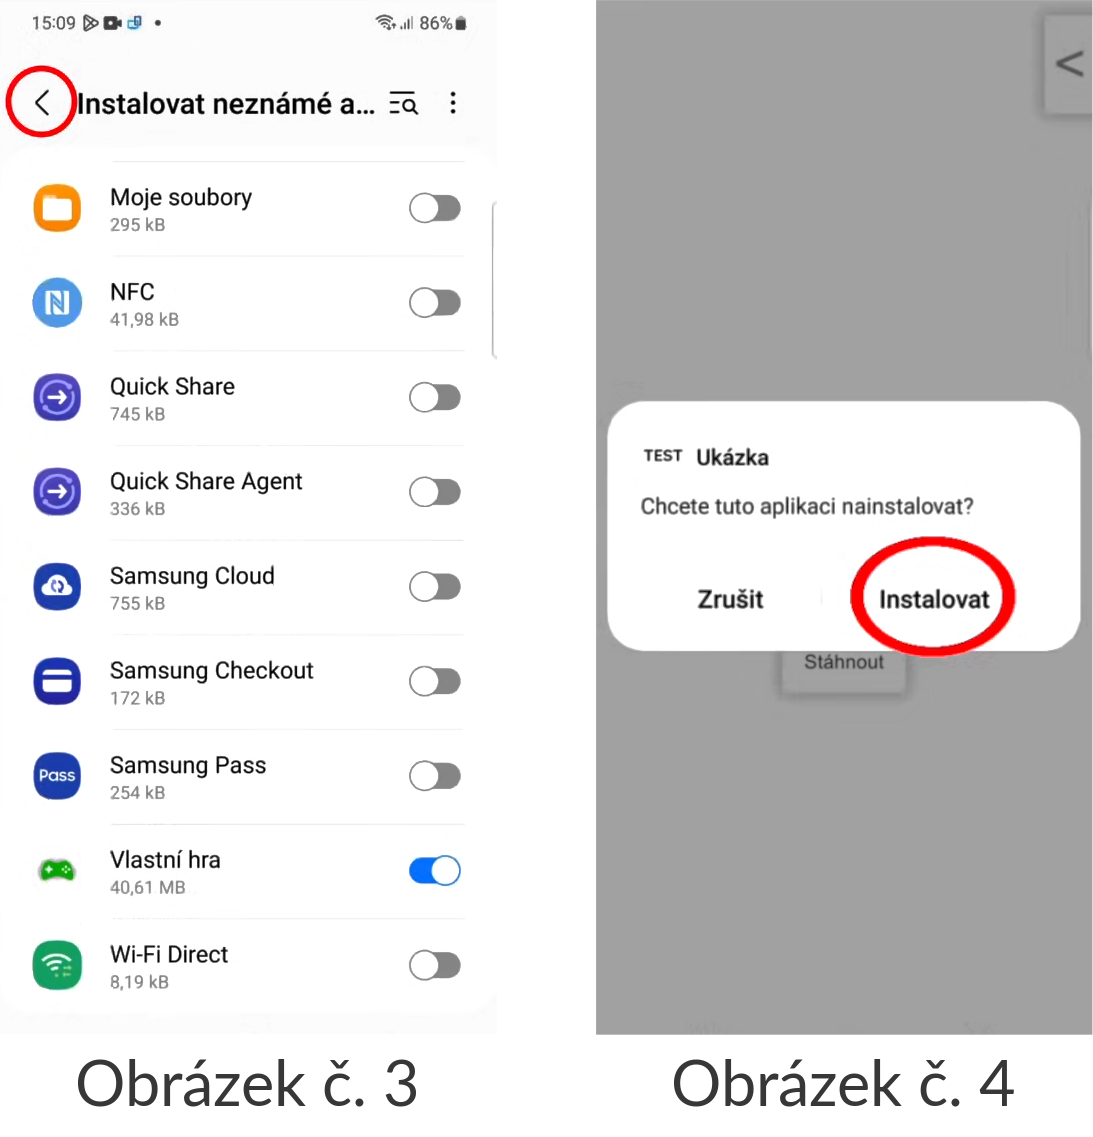 15:09
86%
Instalovat neznámé a...
Moje soubory
295 kB
NFC
41,98 kB
Quick Share
745 kB
Quick Share Agent
336 kB
Samsung Cloud
755 kB
Samsung Checkout
172 kB
Pass
Samsung Pass
254 kB
Vlastní hra
40,61 MB
Wi-Fi Direct
8,19 kB
Obrázek č. 3
<
TEST Ukázka
Chcete tuto aplikaci nainstalovat?
Zrušit
Instalovat
Stáhnout
Obrázek č. 4